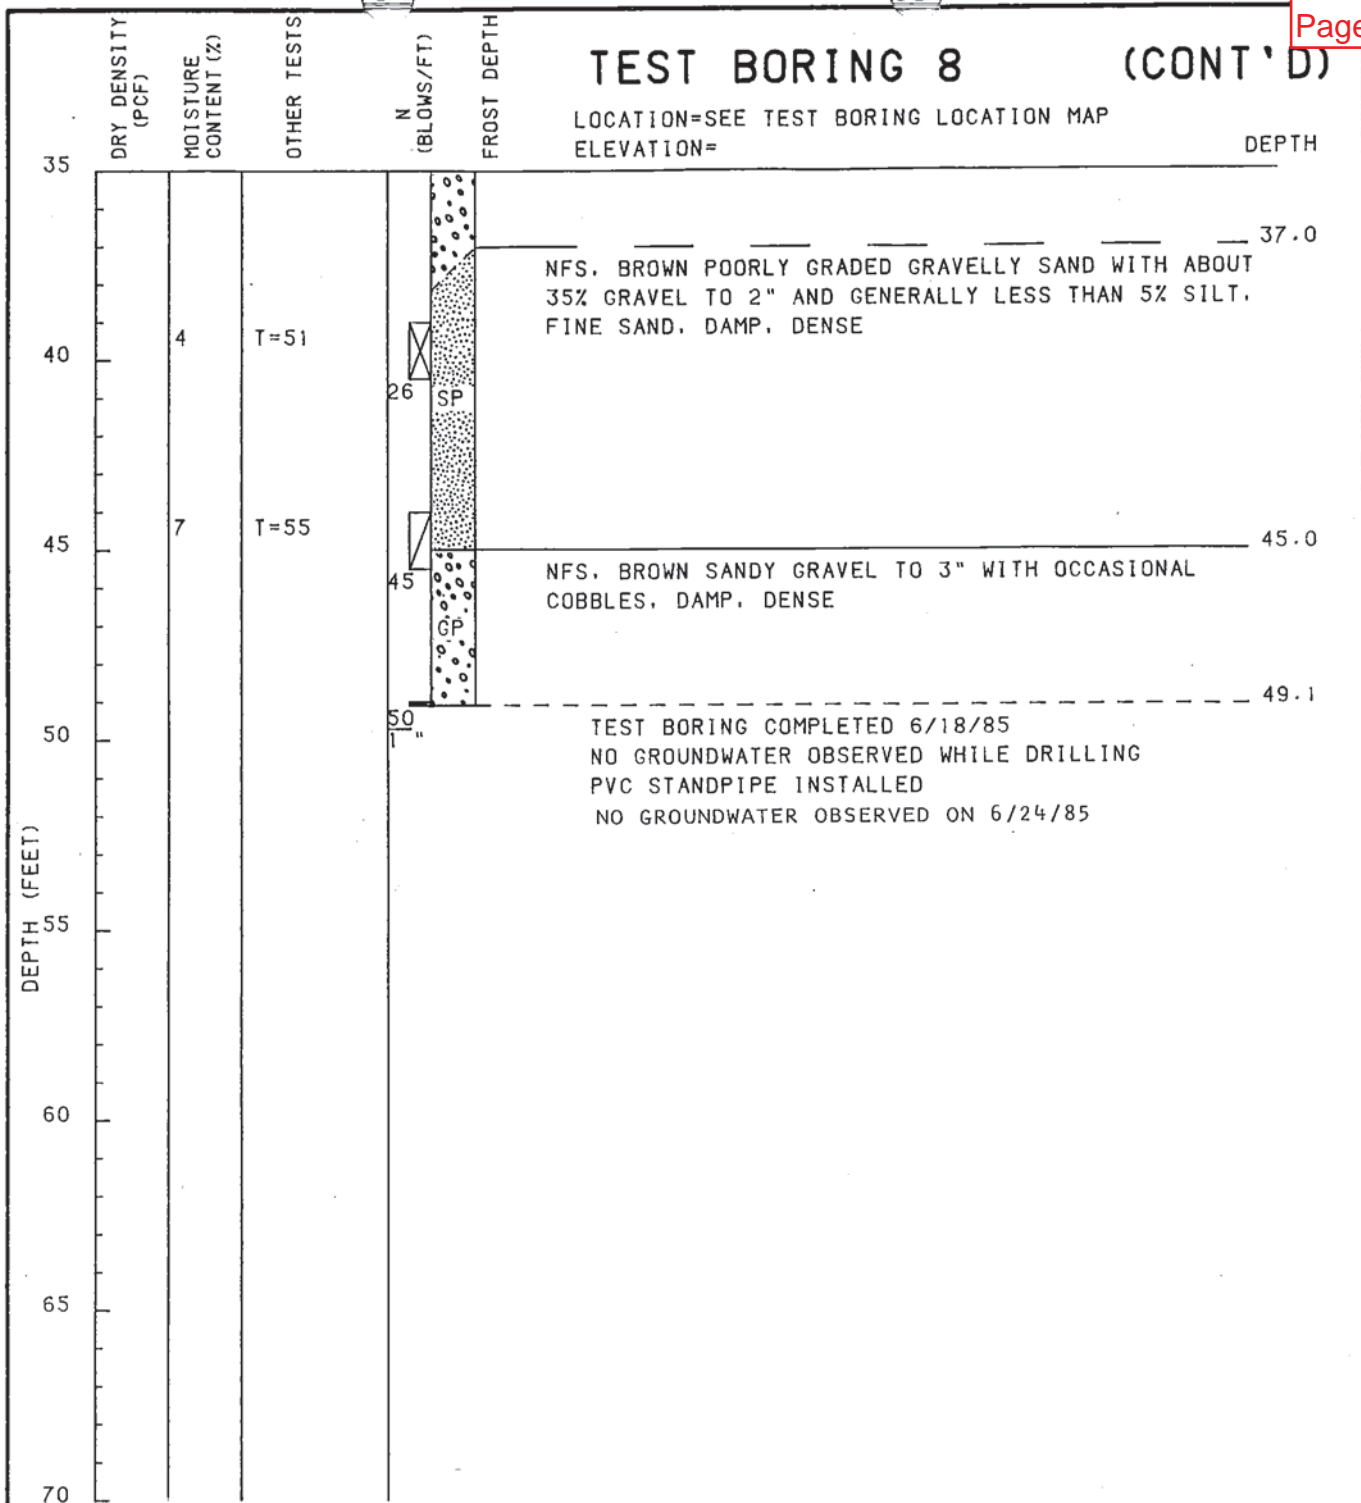 Page
TEST BORING 8 (CONT'D)
LOCATION=SEE TEST BORING LOCATION MAP
ELEVATION=
DEPTH
DRY DENSITY
(PCF)
MOISTURE
CONTENT (%)
OTHER TESTS
N
(BLOWS/FT)
FROST DEPTH
35
37.0
NFS, BROWN POORLY GRADED GRAVELLY SAND WITH ABOUT
35% GRAVEL TO 2" AND GENERALLY LESS THAN 5% SILT,
FINE SAND, DAMP, DENSE
4 T=51
40
26 SP
7 T=55
45
45.0
NFS, BROWN SANDY GRAVEL TO 3" WITH OCCASIONAL
COBBLES, DAMP, DENSE
45
GP
49.1
50
1 "
50
TEST BORING COMPLETED 6/18/85
NO GROUNDWATER OBSERVED WHILE DRILLING
PVC STANDPIPE INSTALLED
NO GROUNDWATER OBSERVED ON 6/24/85
DEPTH (FEET)
55
60
65
70